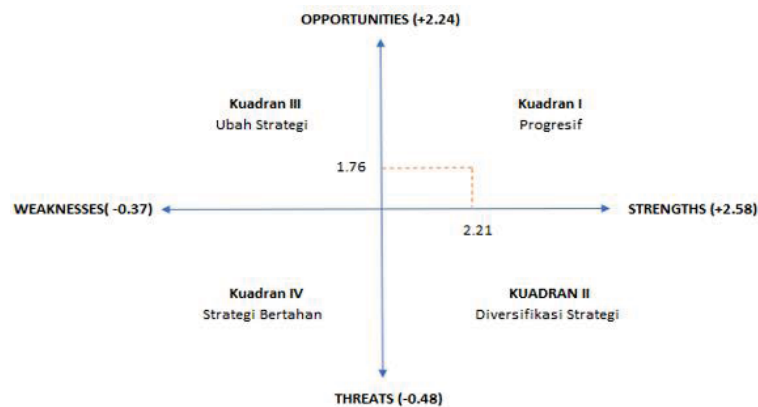 OPPORTUNITIES (+2.24)
Kuadran III
Ubah Strategi
Kuadran I
Progresif
1.76
WEAKNESSES( -0.37)
STRENGTHS (+2.58)
2.21
Kuadran IV
Strategi Bertahan
KUADRAN II
Diversifikasi Strategi
THREATS (-0.48)